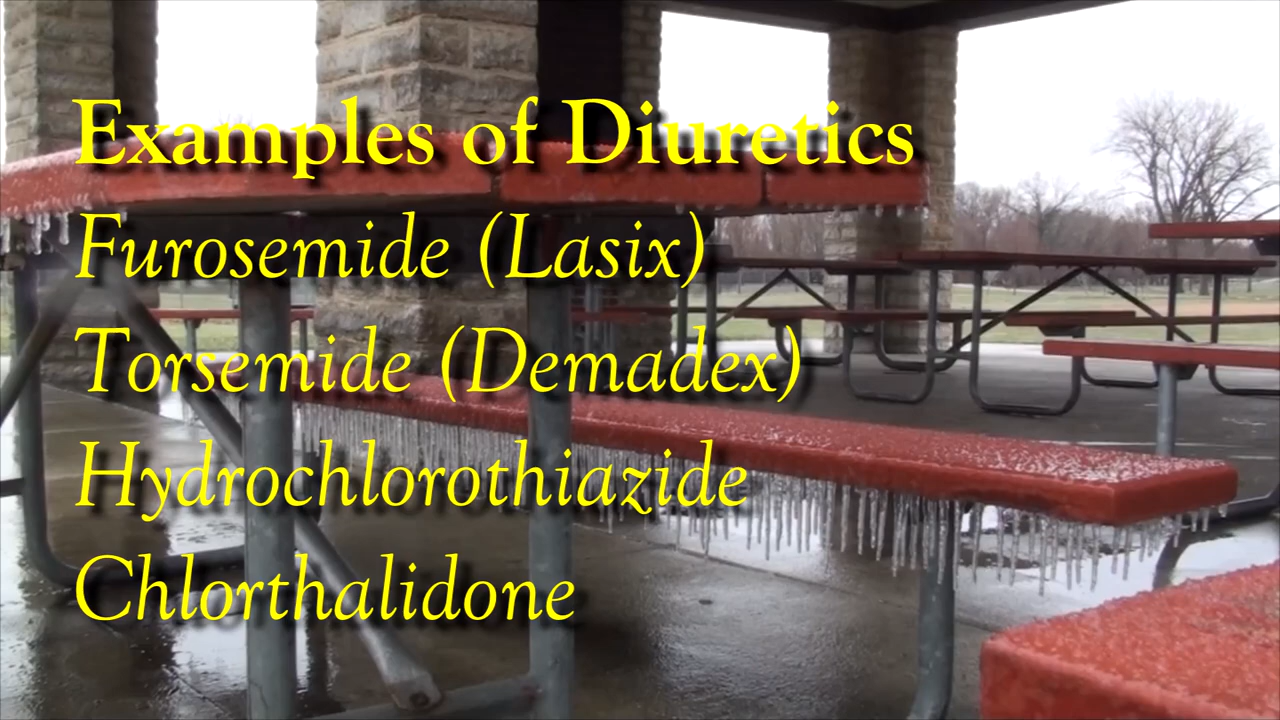 Examples of Diuretics
Furosemide (Lasix)
Torsemide (Demadex)
Hydrochlorothiazide
Chlorthalidone